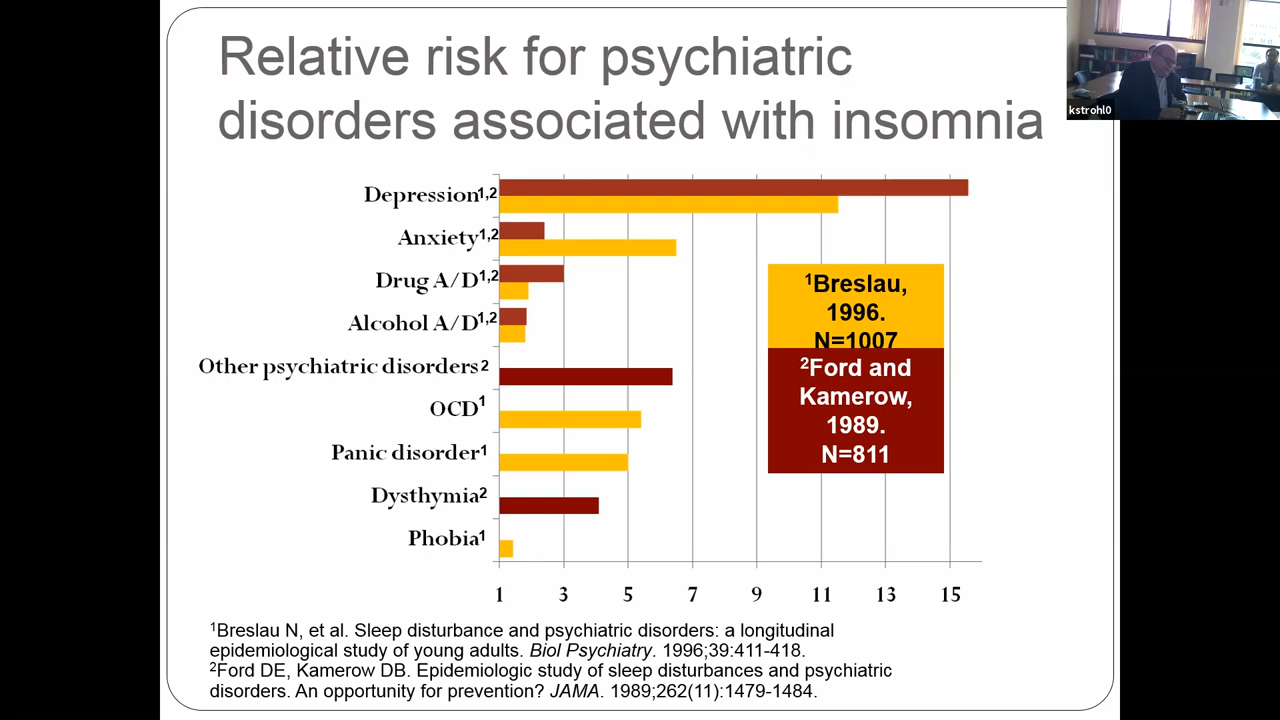 Relative risk for psychiatric
disorders associated with insomnia
kstrohl0
Depression1,2
Anxiety1,2
Drug A/D1,2
Alcohol A/D1,2
Other psychiatric disorders2
OCD1
Panic disorder1
Dysthymia2
Phobia1
1Breslau,
1996.
N=1007
2Ford and
Kamerow,
1989.
N=811
1 3 5 7 9 11 13 15
1Breslau N, et al. Sleep disturbance and psychiatric disorders: a longitudinal
epidemiological study of young adults. Biol Psychiatry. 1996;39:411-418.
2Ford DE, Kamerow DB. Epidemiologic study of sleep disturbances and psychiatric
disorders. An opportunity for prevention? JAMA. 1989;262(11):1479-1484.